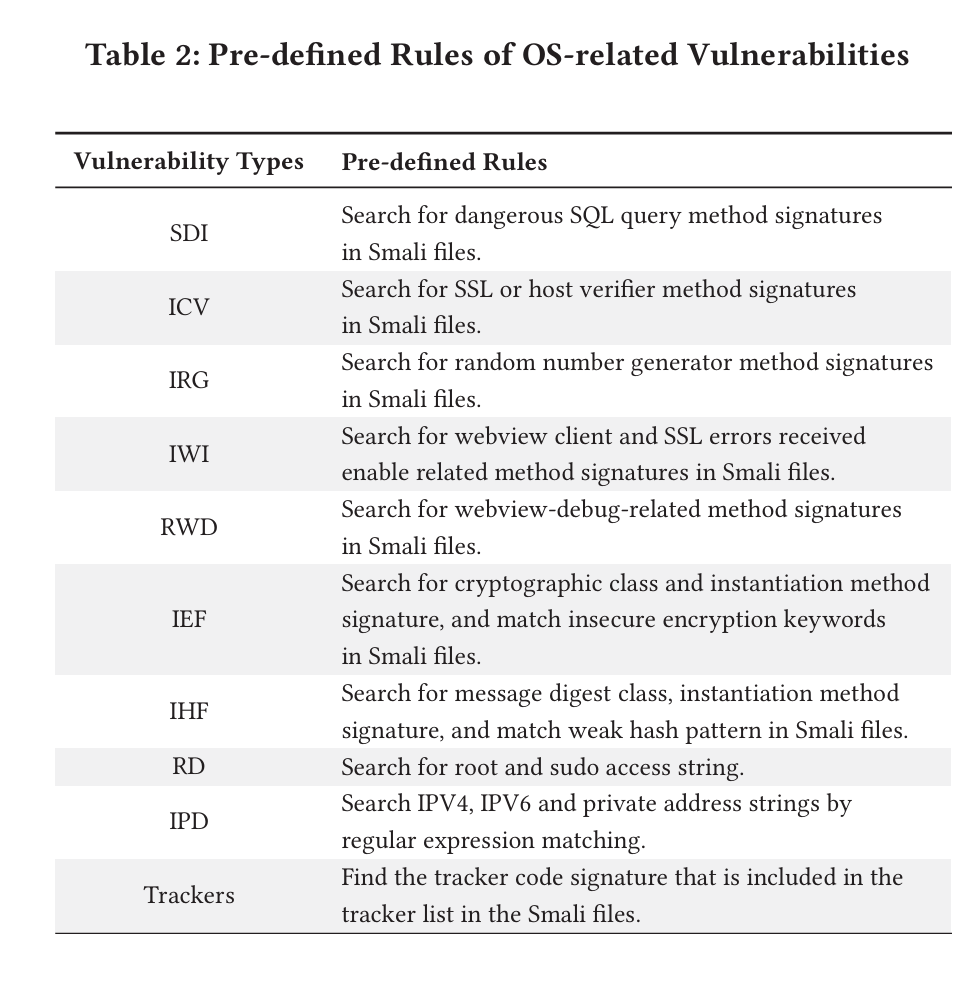 Table 2: Pre-defined Rules of OS-related Vulnerabilities
Vulnerability Types Pre-defined Rules
SDI
Search for dangerous SQL query method signatures
in Smali files.
ICV
Search for SSL or host verifier method signatures
in Smali files.
IRG
Search for random number generator method signatures
in Smali files.
IWI
Search for webview client and SSL errors received
enable related method signatures in Smali files.
RWD
Search for webview-debug-related method signatures
in Smali files.
IEF
Search for cryptographic class and instantiation method
signature, and match insecure encryption keywords
in Smali files.
IHF
Search for message digest class, instantiation method
signature, and match weak hash pattern in Smali files.
RD Search for root and sudo access string.
IPD
Search IPV4, IPV6 and private address strings by
regular expression matching.
Trackers
Find the tracker code signature that is included in the
tracker list in the Smali files.